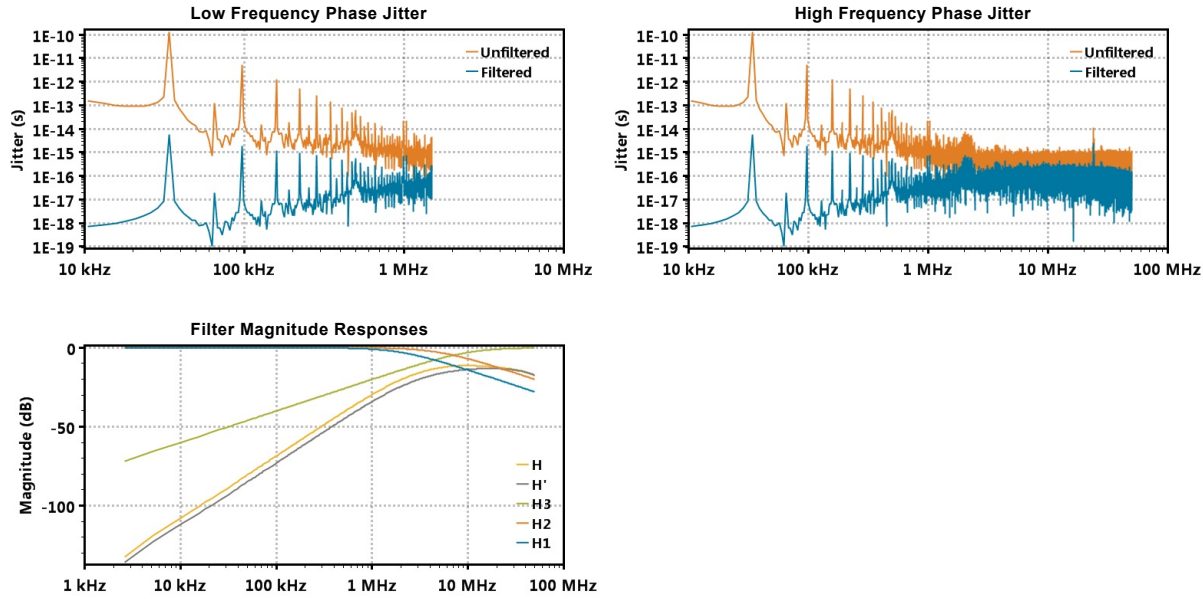 Low Frequency Phase Jitter
Jitter (s)
1E-10
1E-11
1E-12
1E-13
1E-14
1E-15
1E-16
1E-17
1E-18
1E-19
Unfiltered
Filtered
10 kHz 100 kHz 1 MHz 10 MHz
High Frequency Phase Jitter
Jitter (s)
1E-10
1E-11
1E-12
1E-13
1E-14
1E-15
1E-16
1E-17
1E-18
1E-19
Unfiltered
Filtered
10 kHz 100 kHz 1 MHz 10 MHz 100 MHz
Filter Magnitude Responses
Magnitude (dB)
0
-50
-100
H
H'
H3
H2
H1
1 kHz 10 kHz 100 kHz 1 MHz 10 MHz 100 MHz